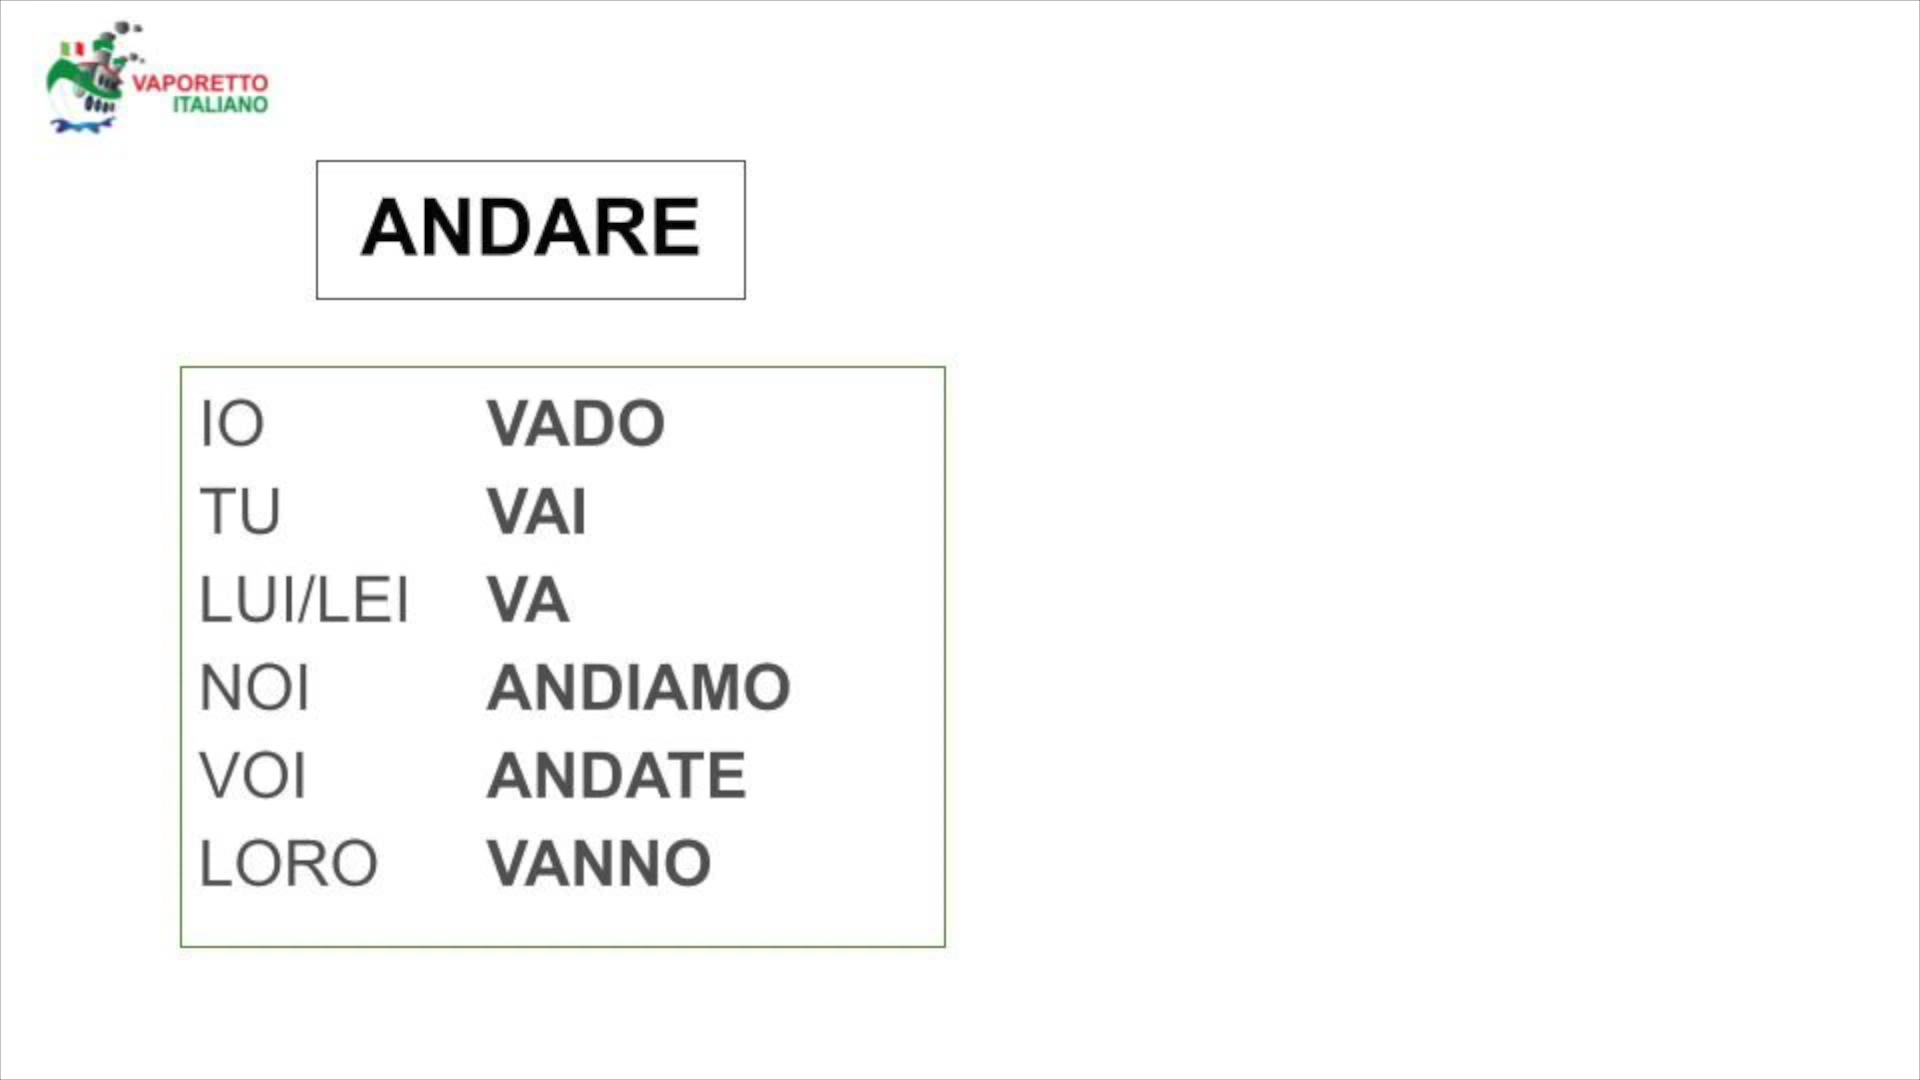 VAPORETTO
ITALIANO
ANDARE
IO VADO
TU VAI
LUI/LEI VA
NOI ANDIAMO
VOI ANDATE
LORO VANNO